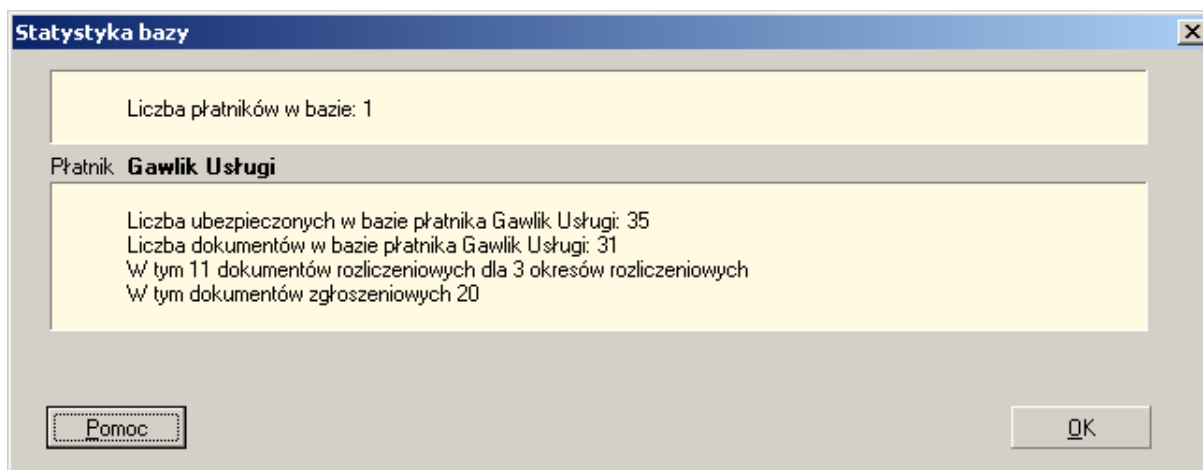 Statystyka bazy
Liczba płatników w bazie: 1
Płatnik Gawlik Usługi
Liczba ubezpieczonych w bazie płatnika Gawlik Usługi: 35
Liczba dokumentów w bazie płatnika Gawlik Usługi: 31
W tym 11 dokumentów rozliczeniowych dla 3 okresów rozliczeniowych
W tym dokumentów zgłoszeniowych 20
Pomoc OK